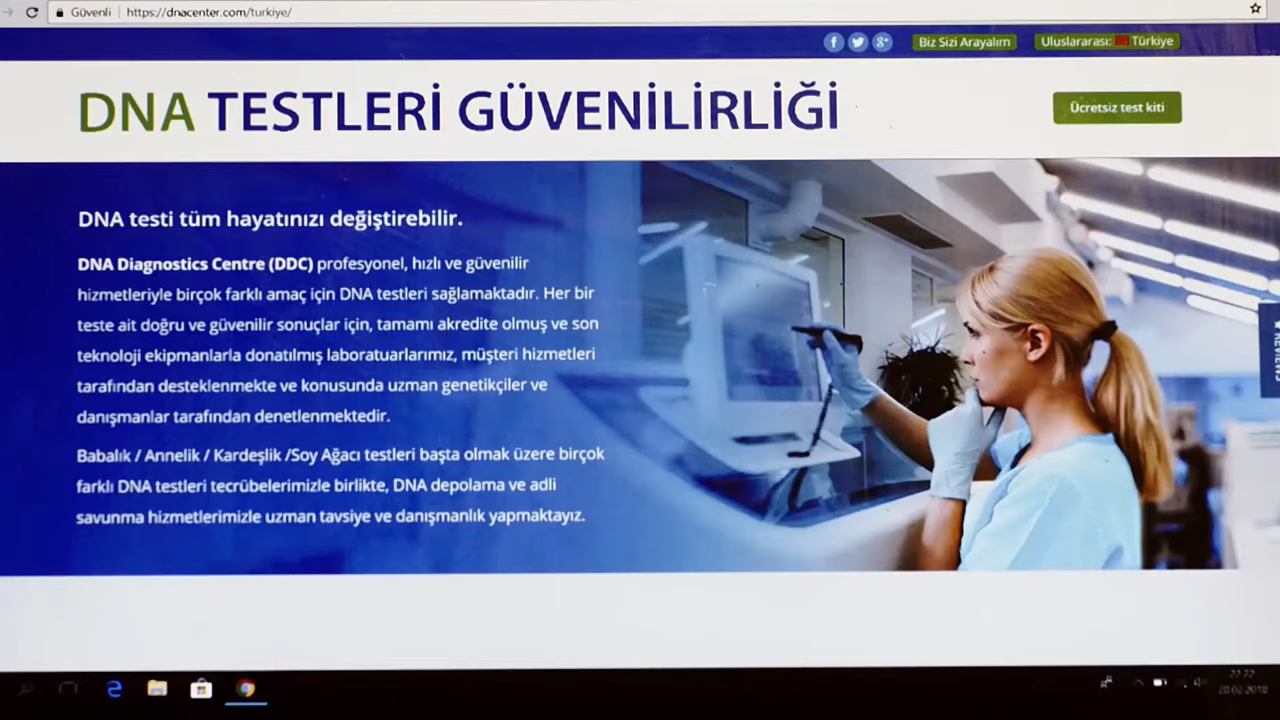 Güvenli https://dnacenter.com/turkiye/
Biz Sizi Arayalım Uluslararası: Türkiye
DNA TESTLERİ GÜVENİLİRLİĞİ
Ücretsiz test kiti
DNA testi tüm hayatınızı değiştirebilir.
DNA Diagnostics Centre (DDC) profesyonel, hızlı ve güvenilir
hizmetleriyle birçok farklı amaç için DNA testleri sağlamaktadır. Her bir
teste ait doğru ve güvenilir sonuçlar için, tamamı akredite olmuş ve son
teknoloji ekipmanlarla donatılmış laboratuarlarımız, müşteri hizmetleri
tarafından desteklenmekte ve konusunda uzman genetikçiler ve
danışmanlar tarafından denetlenmektedir.
Babalık / Annelik / Kardeşlik /Soy Ağacı testleri başta olmak üzere birçok
farklı DNA testleri tecrübelerimizle birlikte, DNA depolama ve adli
savunma hizmetlerimizle uzman tavsiye ve danışmanlık yapmaktayız.